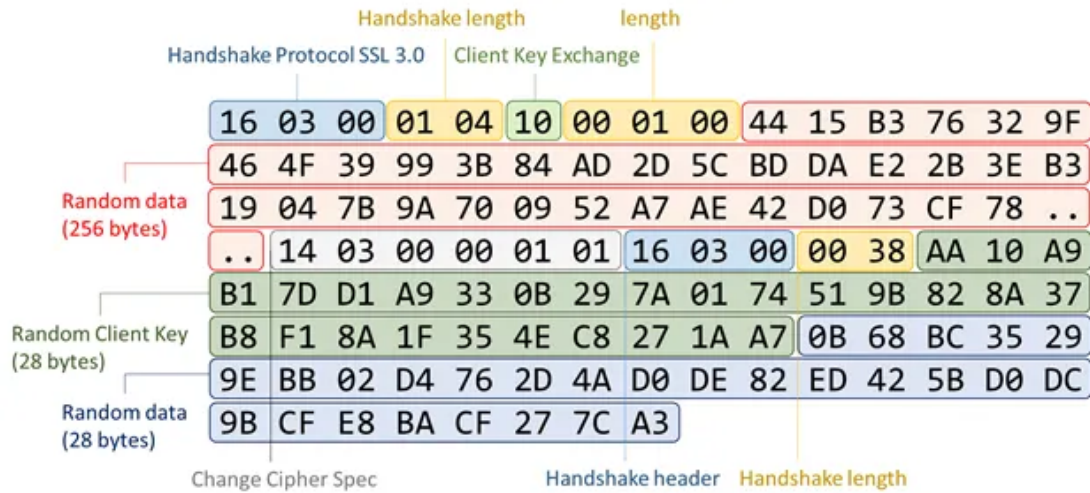 Handshake length length
Handshake Protocol SSL 3.0 Client Key Exchange
16 03 00 01 04 10 00 01 00 44 15 B3 76 32 9F
46 4F 39 99 3B 84 AD 2D 5C BD DA E2 2B 3E B3
Random data
(256 bytes)
19 04 7B 9A 70 09 52 A7 AE 42 D0 73 CF 78 ..
.. 14 03 00 00 01 01 16 03 00 00 38 AA 10 A9
B1 7D D1 A9 33 0B 29 7A 01 74 51 9B 82 8A 37
Random Client Key
(28 bytes)
B8 F1 8A 1F 35 4E C8 27 1A A7 0B 68 BC 35 29
9E BB 02 D4 76 2D 4A D0 DE 82 ED 42 5B D0 DC
Random data
(28 bytes)
9B CF E8 BA CF 27 7C A3
Change Cipher Spec Handshake header Handshake length